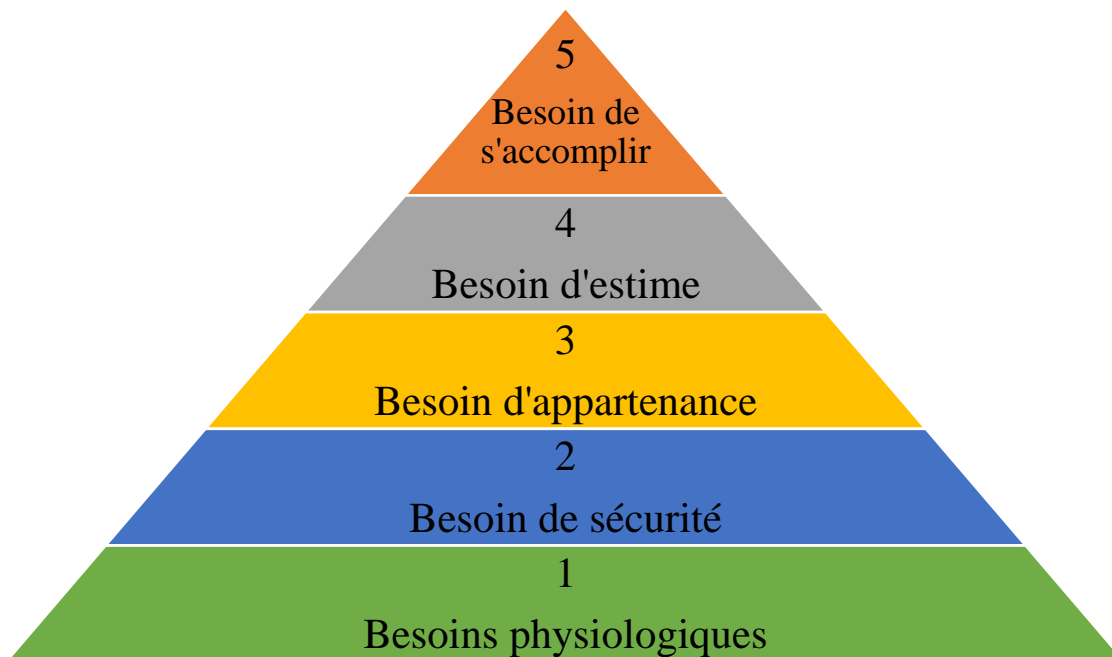 5
Besoin de
s'accomplir
4
Besoin d'estime
3
Besoin d'appartenance
2
Besoin de sécurité
1
Besoins physiologiques